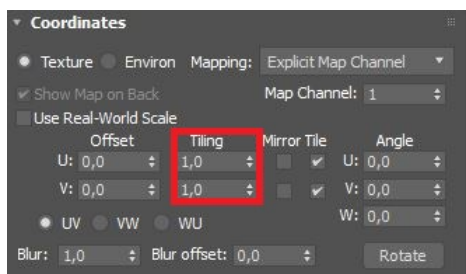 Coordinates
Texture Environ Mapping: Explicit Map Channel
Show Map on Back Map Channel: 1
Use Real-World Scale
Offset Tiling Mirror Tile Angle
U: 0,0 1,0 U: 0,0
V: 0,0 1,0 V: 0,0
UV VW WU W: 0,0
Blur: 1,0 Blur offset: 0,0 Rotate